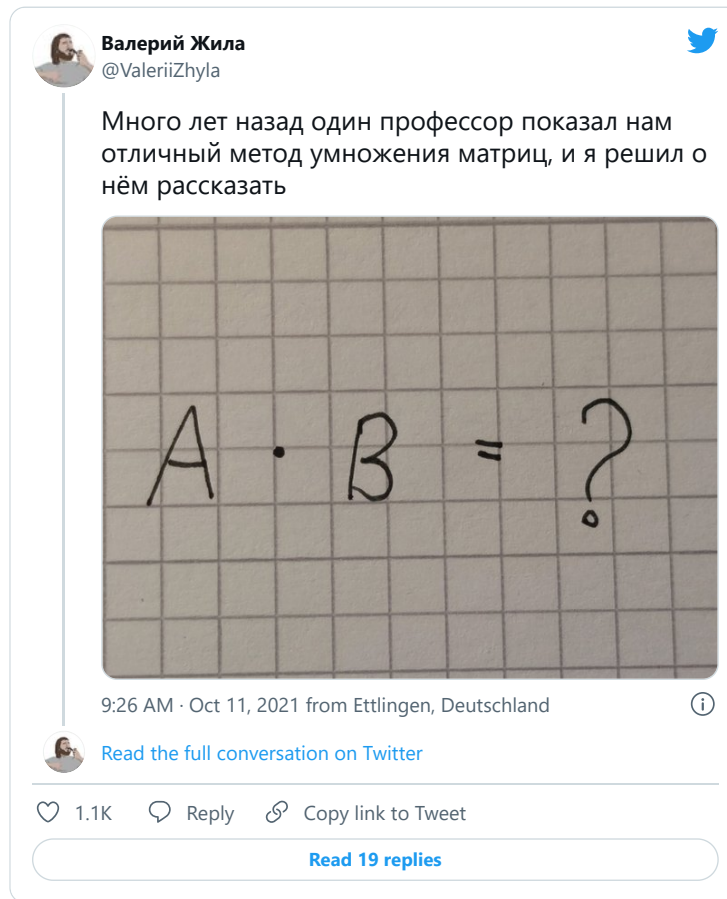 Валерий Жила
@ValeriiZhyla
Много лет назад один профессор показал нам
отличный метод умножения матриц, и я решил о
нём рассказать
A · B = ?
9:26 AM · Oct 11, 2021 from Ettlingen, Deutschland
Read the full conversation on Twitter
1.1K Reply Copy link to Tweet
Read 19 replies